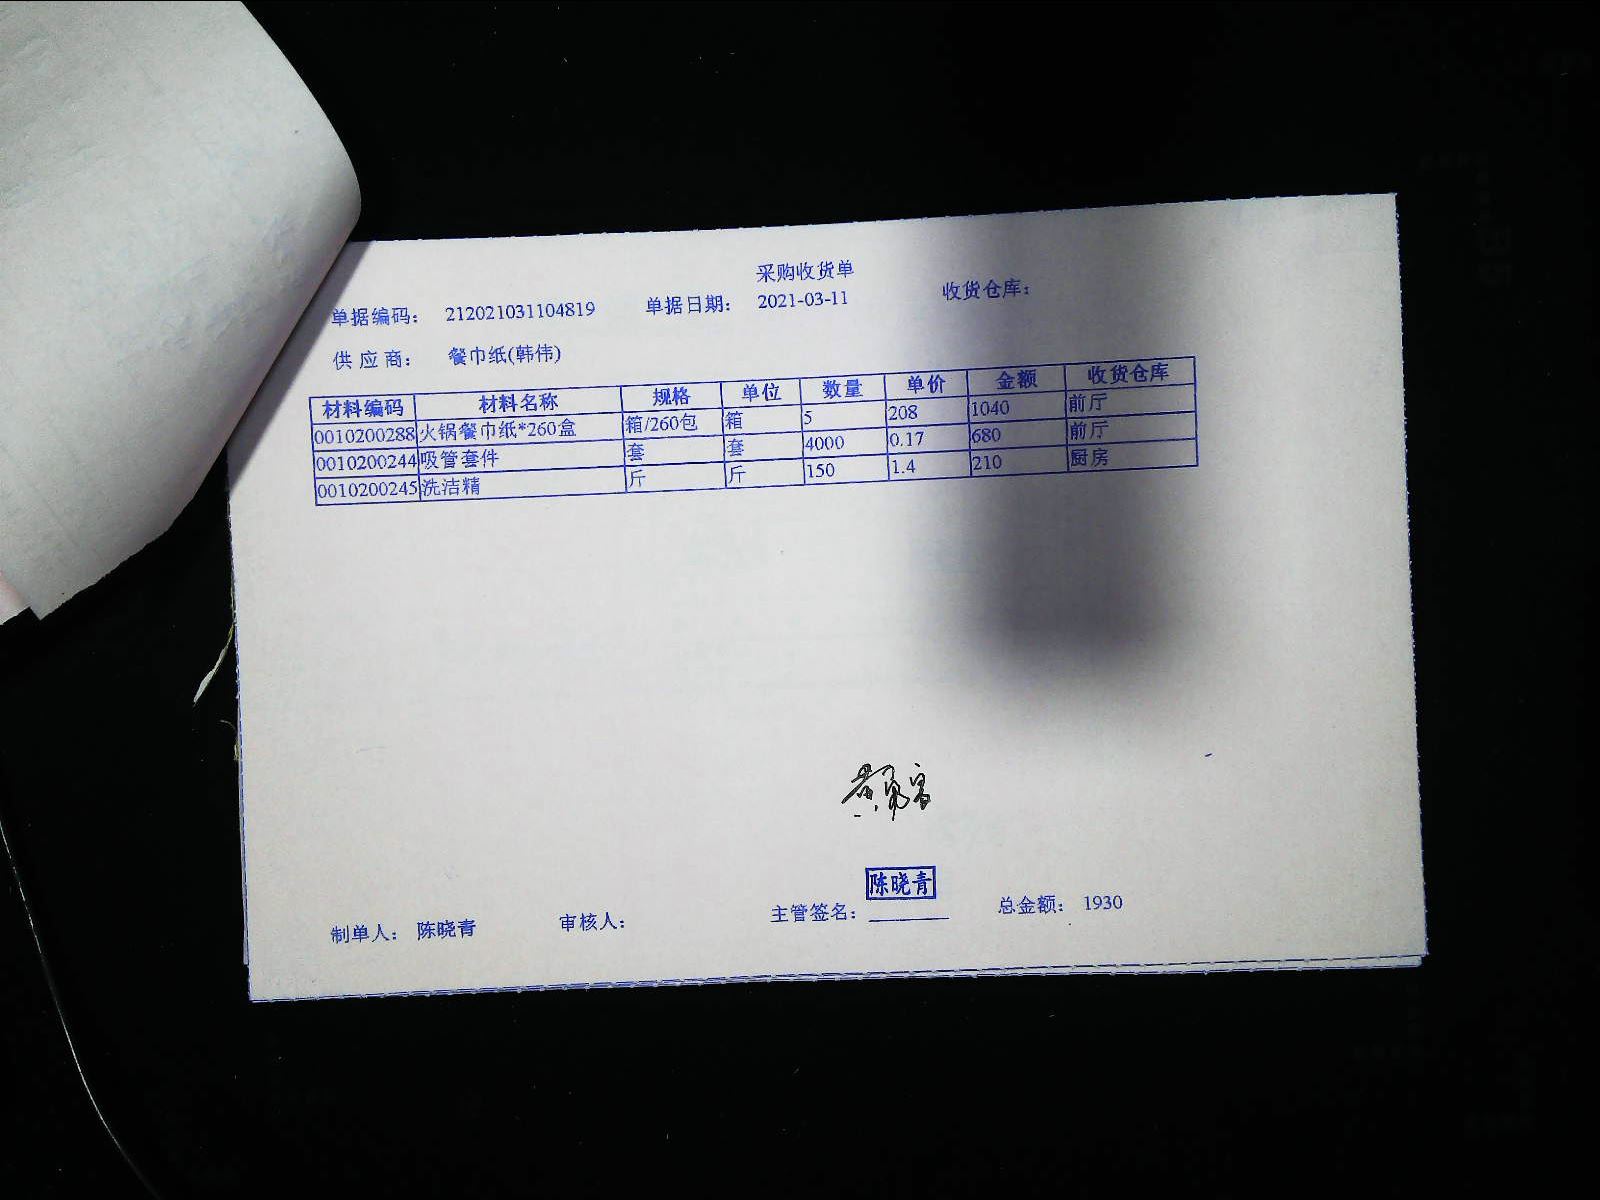 采购收货单
单据编码： 212021031104819 单据日期： 2021-03-11 收货仓库：
供 应 商： 餐巾纸(韩伟)
材料编码 材料名称 规格 单位 数量 单价 金额 收货仓库
0010200288 火锅餐巾纸*260盒 箱/260包 箱 5 208 1040 前厅
0010200244 吸管套件 套 套 4000 0.17 680 前厅
0010200245 洗洁精 斤 斤 150 1.4 210 厨房
陈晓青
制单人： 陈晓青 审核人： 主管签名： 总金额： 1930